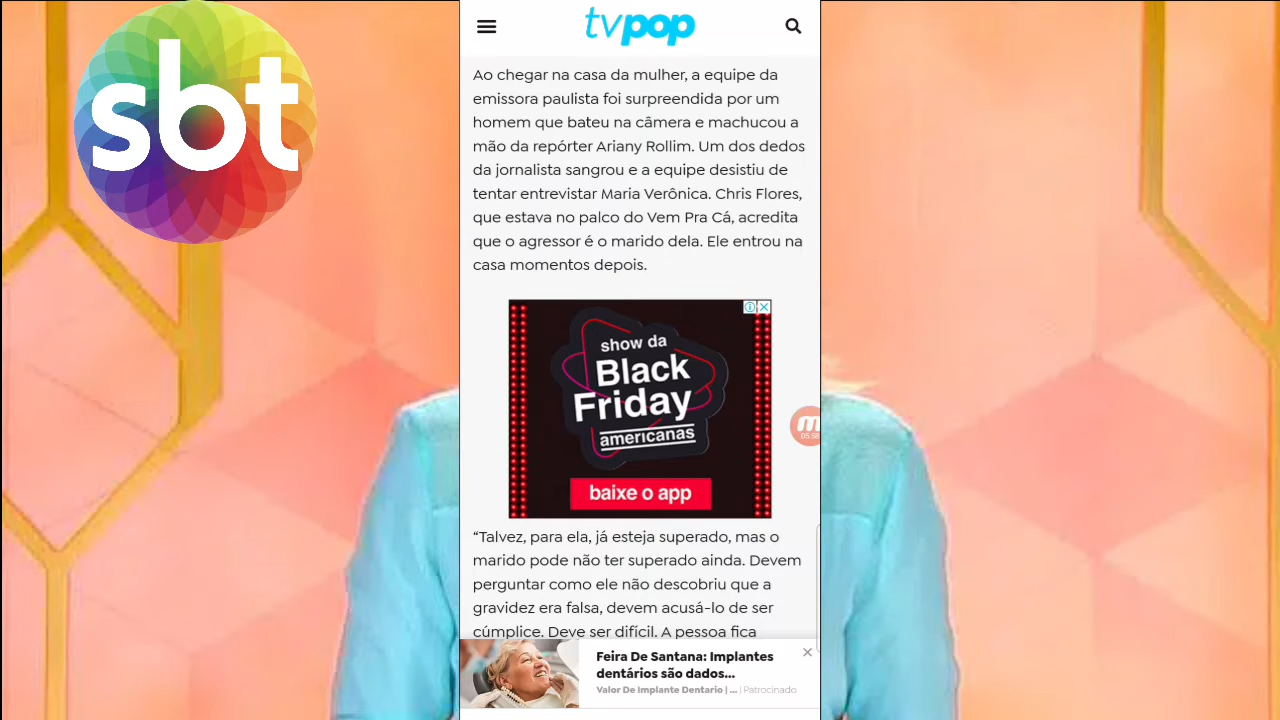 sbt
tvpop
Ao chegar na casa da mulher, a equipe da
emissora paulista foi surpreendida por um
homem que bateu na câmera e machucou a
mão da repórter Ariany Rollim. Um dos dedos
da jornalista sangrou e a equipe desistiu de
tentar entrevistar Maria Verônica. Chris Flores,
que estava no palco do Vem Pra Cá, acredita
que o agressor é o marido dela. Ele entrou na
casa momentos depois.
show da
Black
Friday
americanas
baixe o app
05:58
“Talvez, para ela, já esteja superado, mas o
marido pode não ter superado ainda. Devem
perguntar como ele não descobriu que a
gravidez era falsa, devem acusá-lo de ser
cúmplice. Deve ser difícil. A pessoa fica
Feira De Santana: Implantes
dentários são dados...
Valor De Implante Dentario | ... | Patrocinado